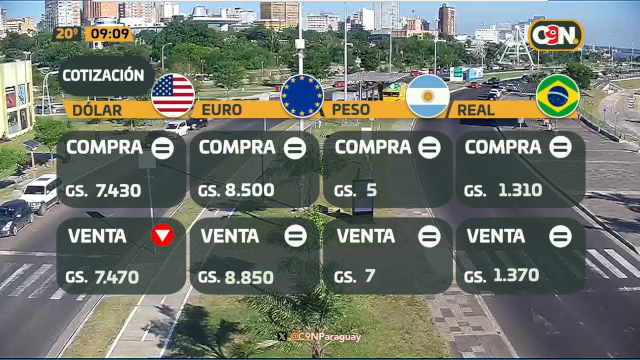 20° 09:09
C9N
COTIZACIÓN
DÓLAR EURO PESO REAL
COMPRA COMPRA COMPRA COMPRA
GS. 7.430 GS. 8.500 GS. 5 GS. 1.310
VENTA VENTA VENTA VENTA
GS. 7.470 GS. 8.850 GS. 7 GS. 1.370
X @C9NParaguay